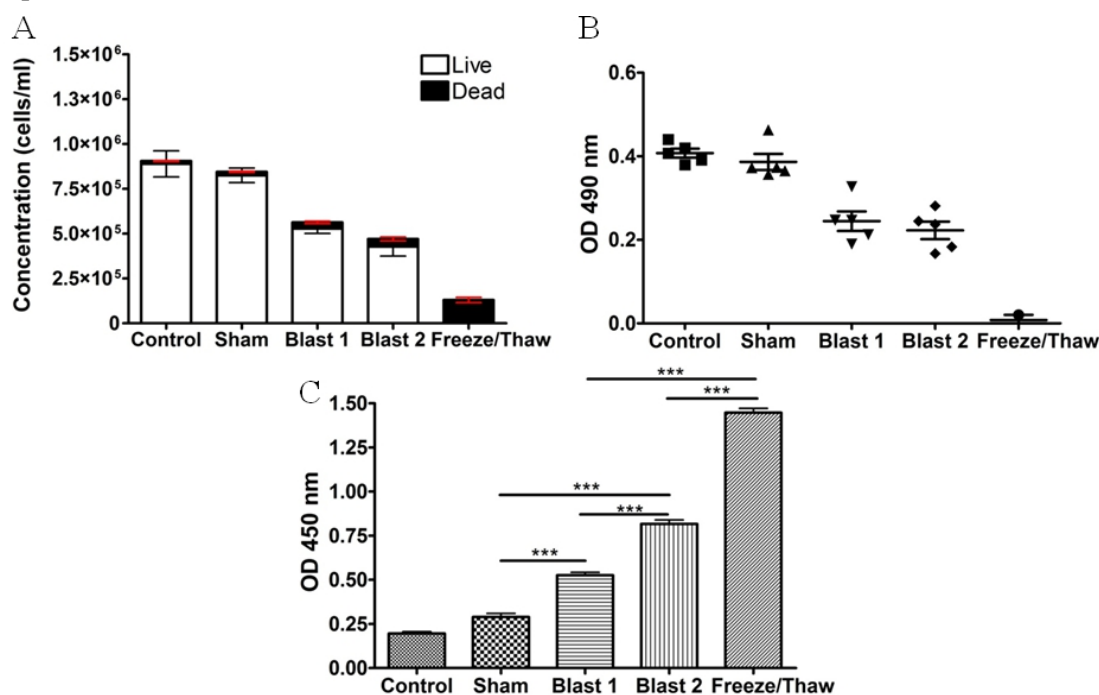 A
Concentration (cells/ml)
1.5×10⁶
1.3×10⁶
1.0×10⁶
7.5×10⁵
5.0×10⁵
2.5×10⁵
0
Live
Dead
Control Sham Blast 1 Blast 2 Freeze/Thaw
B
OD 490 nm
0.6
0.4
0.2
0.0
Control Sham Blast 1 Blast 2 Freeze/Thaw
C
OD 450 nm
1.50
1.25
1.00
0.75
0.50
0.25
0.00
***
***
***
***
***
Control Sham Blast 1 Blast 2 Freeze/Thaw